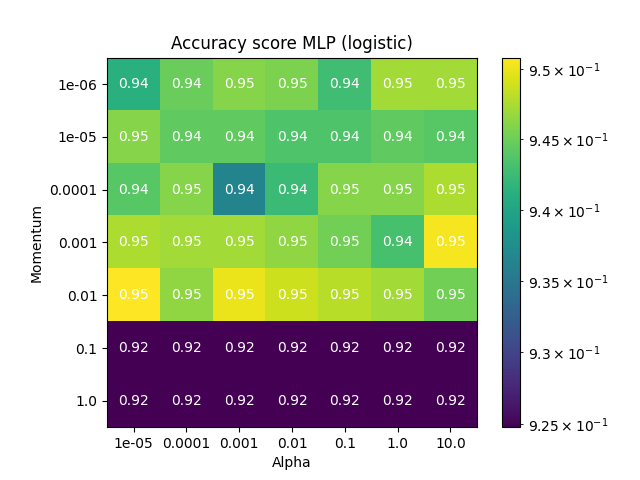 Accuracy score MLP (logistic)
1e-06 0.94 0.94 0.95 0.95 0.94 0.95 0.95
1e-05 0.95 0.94 0.94 0.94 0.94 0.94 0.94
0.0001 0.94 0.95 0.94 0.94 0.95 0.95 0.95
0.001 0.95 0.95 0.95 0.95 0.95 0.94 0.95
0.01 0.95 0.95 0.95 0.95 0.95 0.95 0.95
0.1 0.92 0.92 0.92 0.92 0.92 0.92 0.92
1.0 0.92 0.92 0.92 0.92 0.92 0.92 0.92
1e-05 0.0001 0.001 0.01 0.1 1.0 10.0
Alpha
Momentum
9.5 × 10⁻¹
9.45 × 10⁻¹
9.4 × 10⁻¹
9.35 × 10⁻¹
9.3 × 10⁻¹
9.25 × 10⁻¹